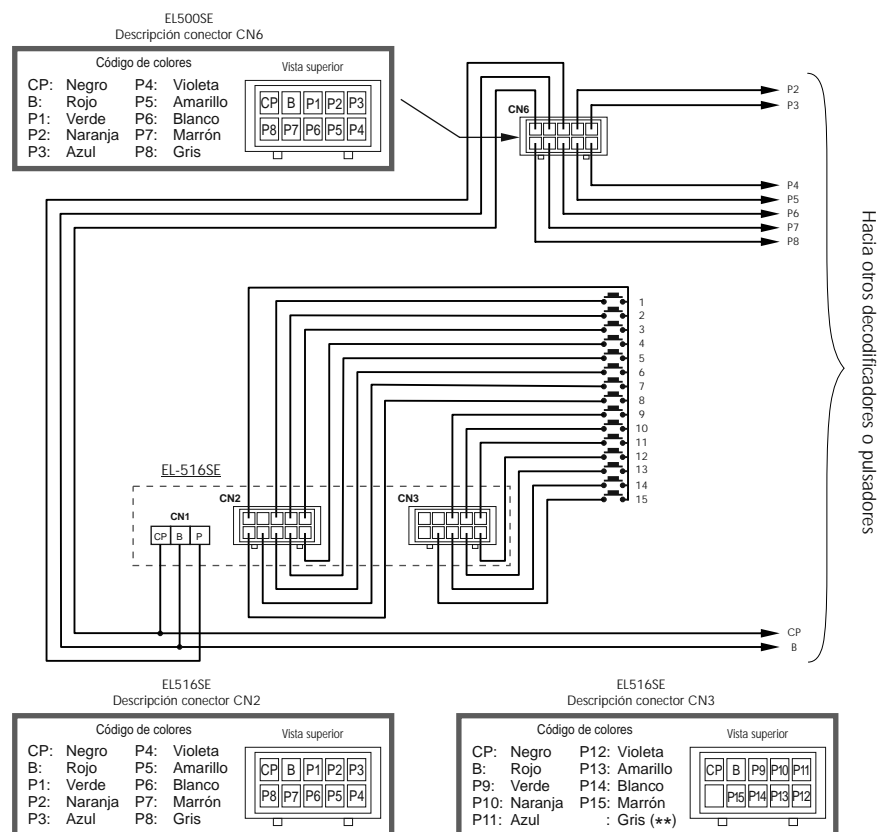 EL500SE
Descripción conector CN6
Código de colores
Vista superior
CP: Negro P4: Violeta
B: Rojo P5: Amarillo
P1: Verde P6: Blanco
P2: Naranja P7: Marrón
P3: Azul P8: Gris
CP B P1 P2 P3
P8 P7 P6 P5 P4
CN6
P2
P3
P4
P5
P6
P7
P8
Hacia otros decodificadores o pulsadores
1
2
3
4
5
6
7
8
9
10
11
12
13
14
15
EL-516SE
CN2
CN3
CN1
CP B P
CP
B
EL516SE
Descripción conector CN2
Código de colores
Vista superior
CP: Negro P4: Violeta
B: Rojo P5: Amarillo
P1: Verde P6: Blanco
P2: Naranja P7: Marrón
P3: Azul P8: Gris
CP B P1 P2 P3
P8 P7 P6 P5 P4
EL516SE
Descripción conector CN3
Código de colores
Vista superior
CP: Negro P12: Violeta
B: Rojo P13: Amarillo
P9: Verde P14: Blanco
P10: Naranja P15: Marrón
P11: Azul : Gris (**)
CP B P9 P10 P11
P15 P14 P13 P12